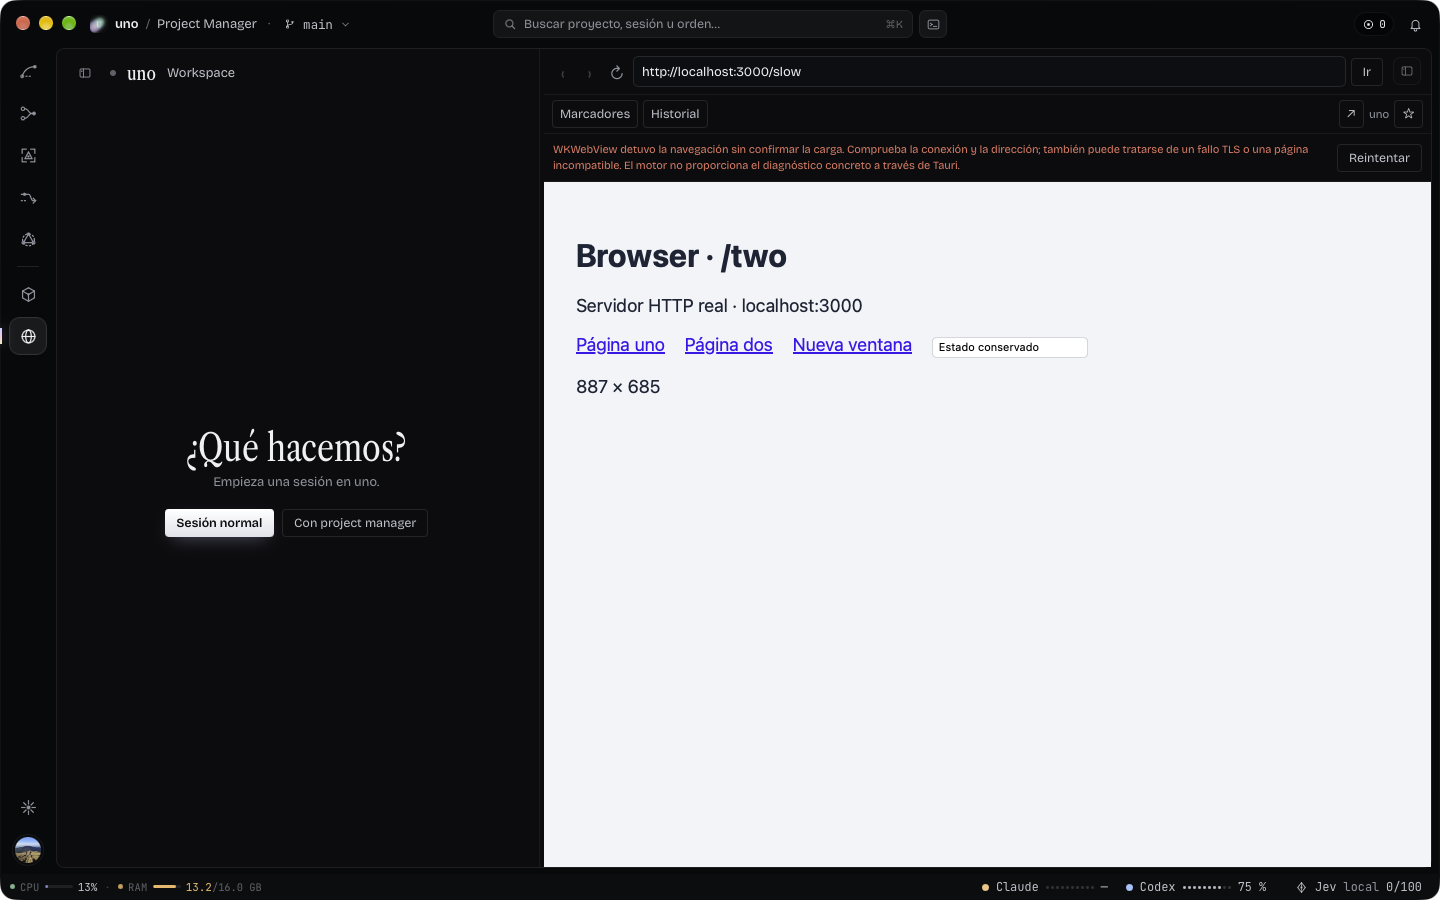 uno / Project Manager · main
Buscar proyecto, sesión u orden... ⌘K
0
uno Workspace
http://localhost:3000/slow
Ir
Marcadores
Historial
uno
WKWebView detuvo la navegación sin confirmar la carga. Comprueba la conexión y la dirección; también puede tratarse de un fallo TLS o una página
incompatible. El motor no proporciona el diagnóstico concreto a través de Tauri.
Reintentar
Browser · /two
Servidor HTTP real · localhost:3000
Página uno Página dos Nueva ventana Estado conservado
887 × 685
¿Qué hacemos?
Empieza una sesión en uno.
Sesión normal
Con project manager
CPU 13% · RAM 13.2/16.0 GB
Claude —
Codex 75 %
Jev local 0/100